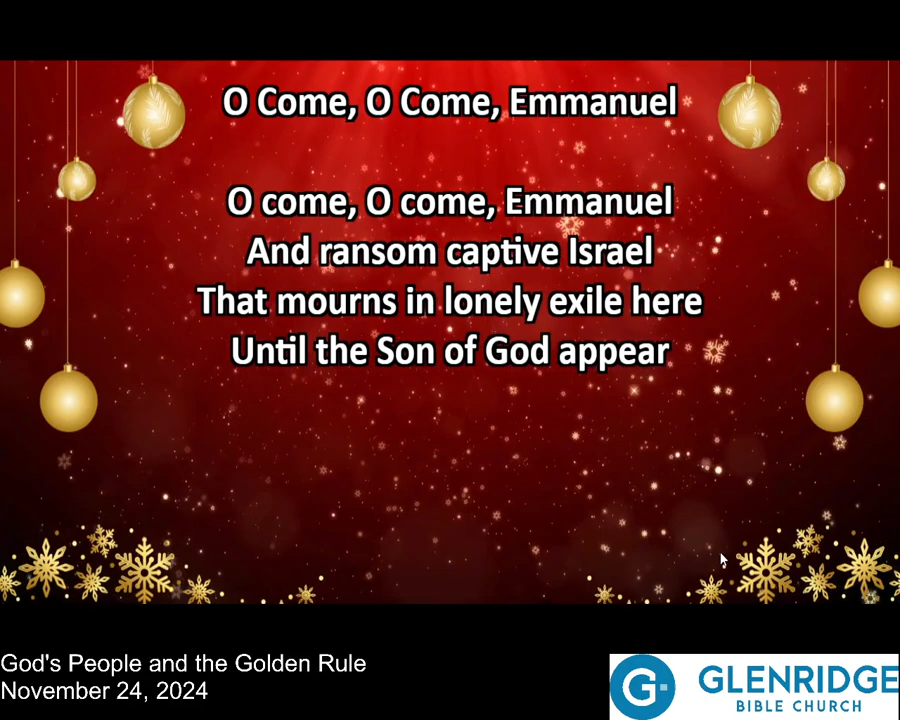 O Come, O Come, Emmanuel
O come, O come, Emmanuel
And ransom captive Israel
That mourns in lonely exile here
Until the Son of God appear
God's People and the Golden Rule
November 24, 2024
G
GLENRIDGE
BIBLE CHURCH